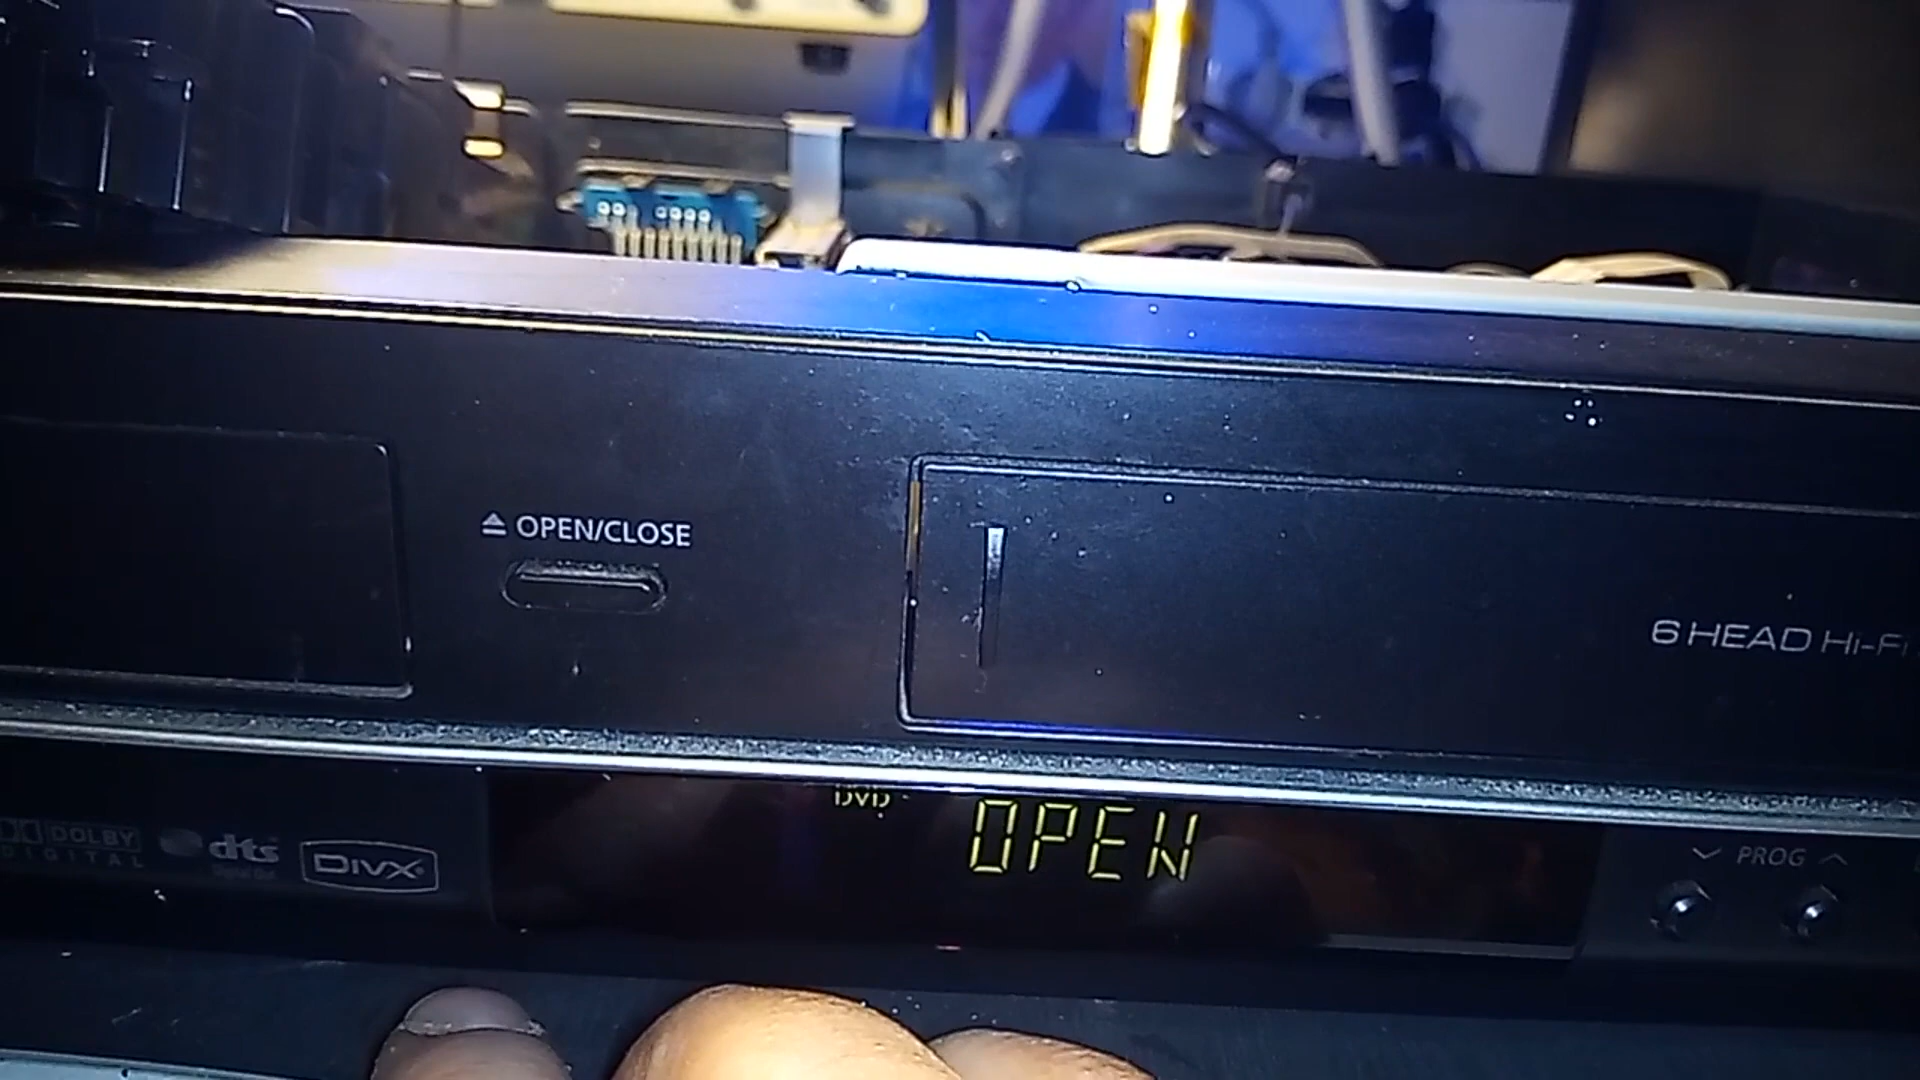 OPEN/CLOSE
6 HEAD Hi-Fi
DVD
OPEN
DOLBY
DIGITAL
dts
DIVX
PROG